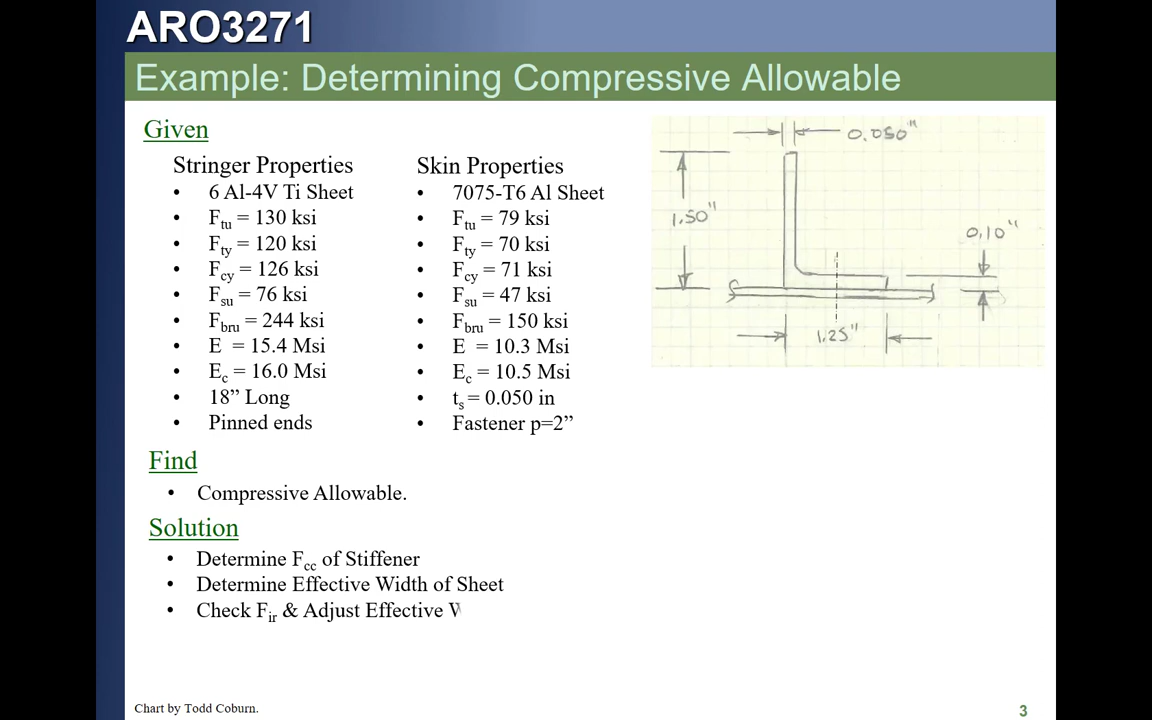 ARO3271
Example: Determining Compressive Allowable
Given
Stringer Properties
• 6 Al-4V Ti Sheet
• Ftu = 130 ksi
• Fty = 120 ksi
• Fcy = 126 ksi
• Fsu = 76 ksi
• Fbru = 244 ksi
• E = 15.4 Msi
• Ec = 16.0 Msi
• 18” Long
• Pinned ends
Skin Properties
• 7075-T6 Al Sheet
• Ftu = 79 ksi
• Fty = 70 ksi
• Fcy = 71 ksi
• Fsu = 47 ksi
• Fbru = 150 ksi
• E = 10.3 Msi
• Ec = 10.5 Msi
• ts = 0.050 in
• Fastener p=2”
0.050"
1.50"
0.10"
1.25"
Find
• Compressive Allowable.
Solution
• Determine Fcc of Stiffener
• Determine Effective Width of Sheet
• Check Fir & Adjust Effective
Chart by Todd Coburn.
3